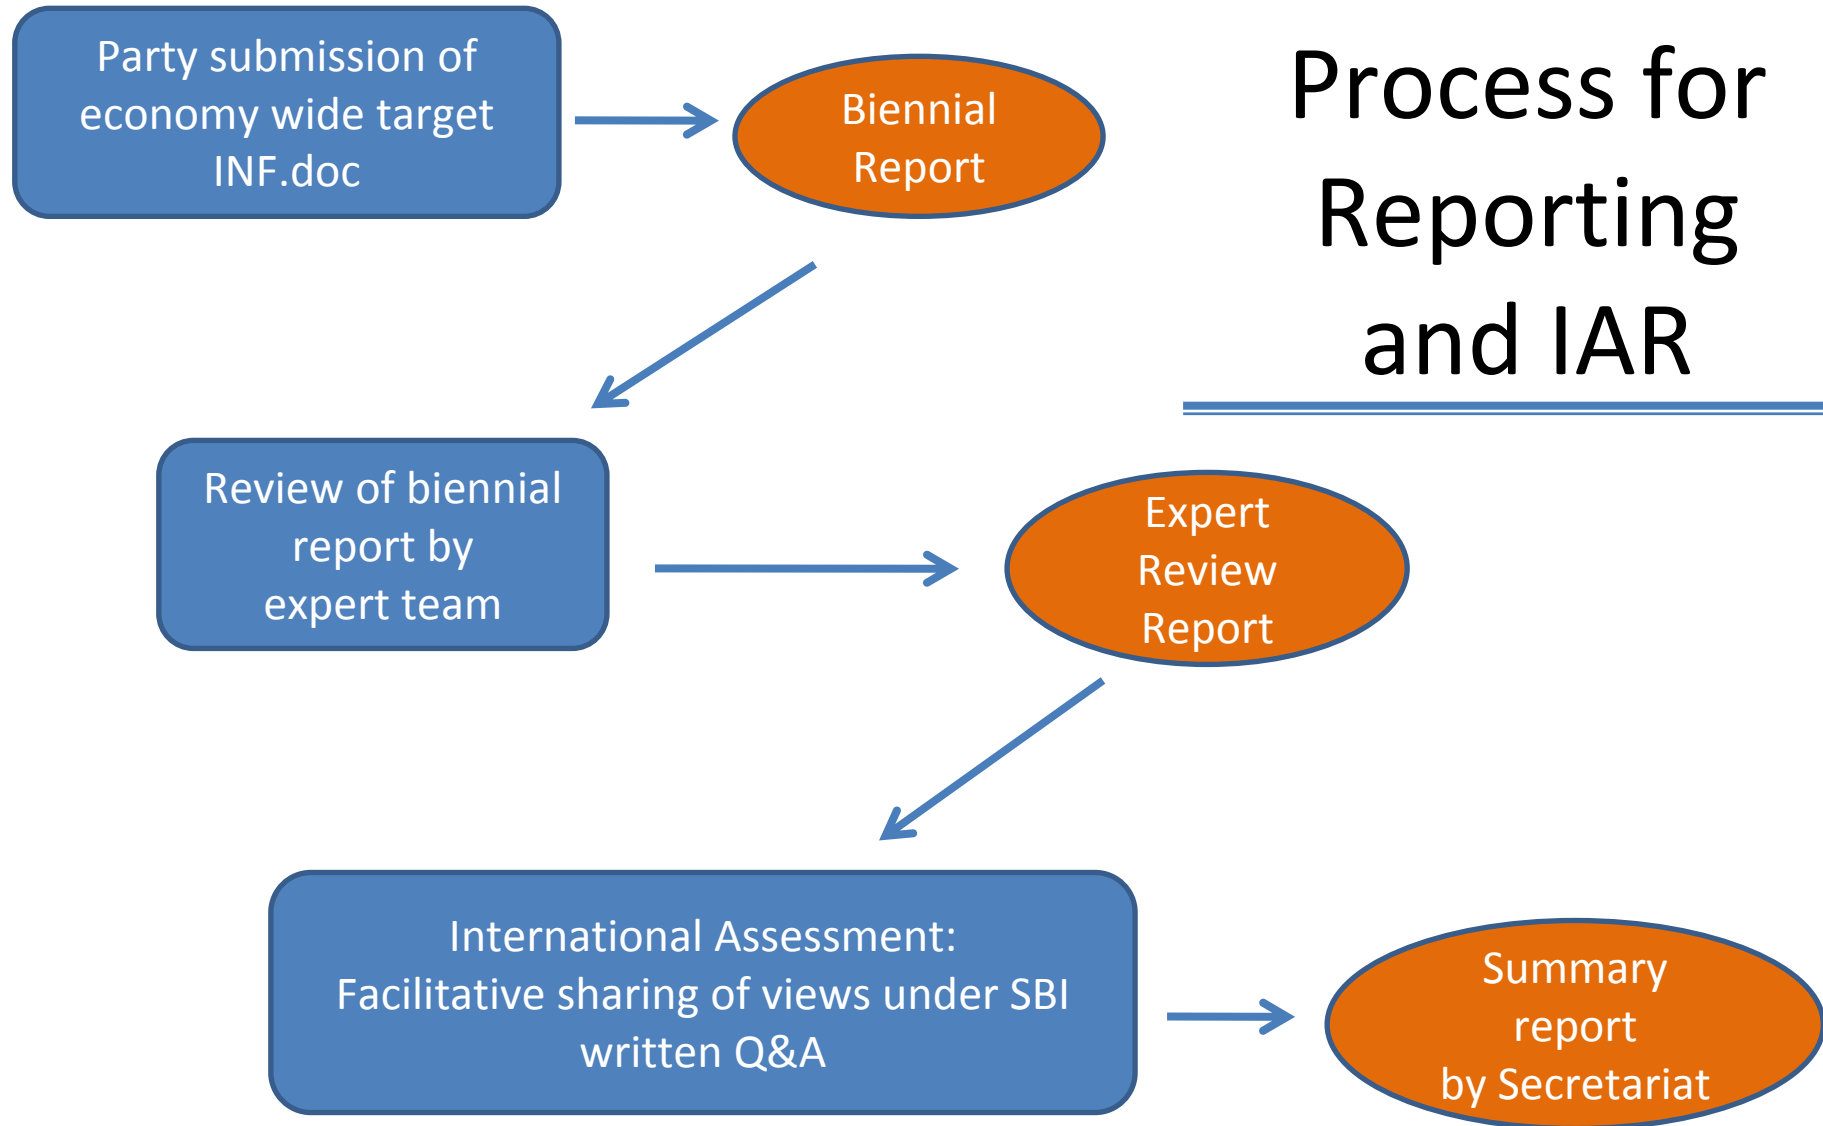 Party submission of
economy wide target
INF.doc
Biennial
Report
Process for
Reporting
and IAR
Review of biennial
report by
expert team
Expert
Review
Report
International Assessment:
Facilitative sharing of views under SBI
written Q&A
Summary
report
by Secretariat